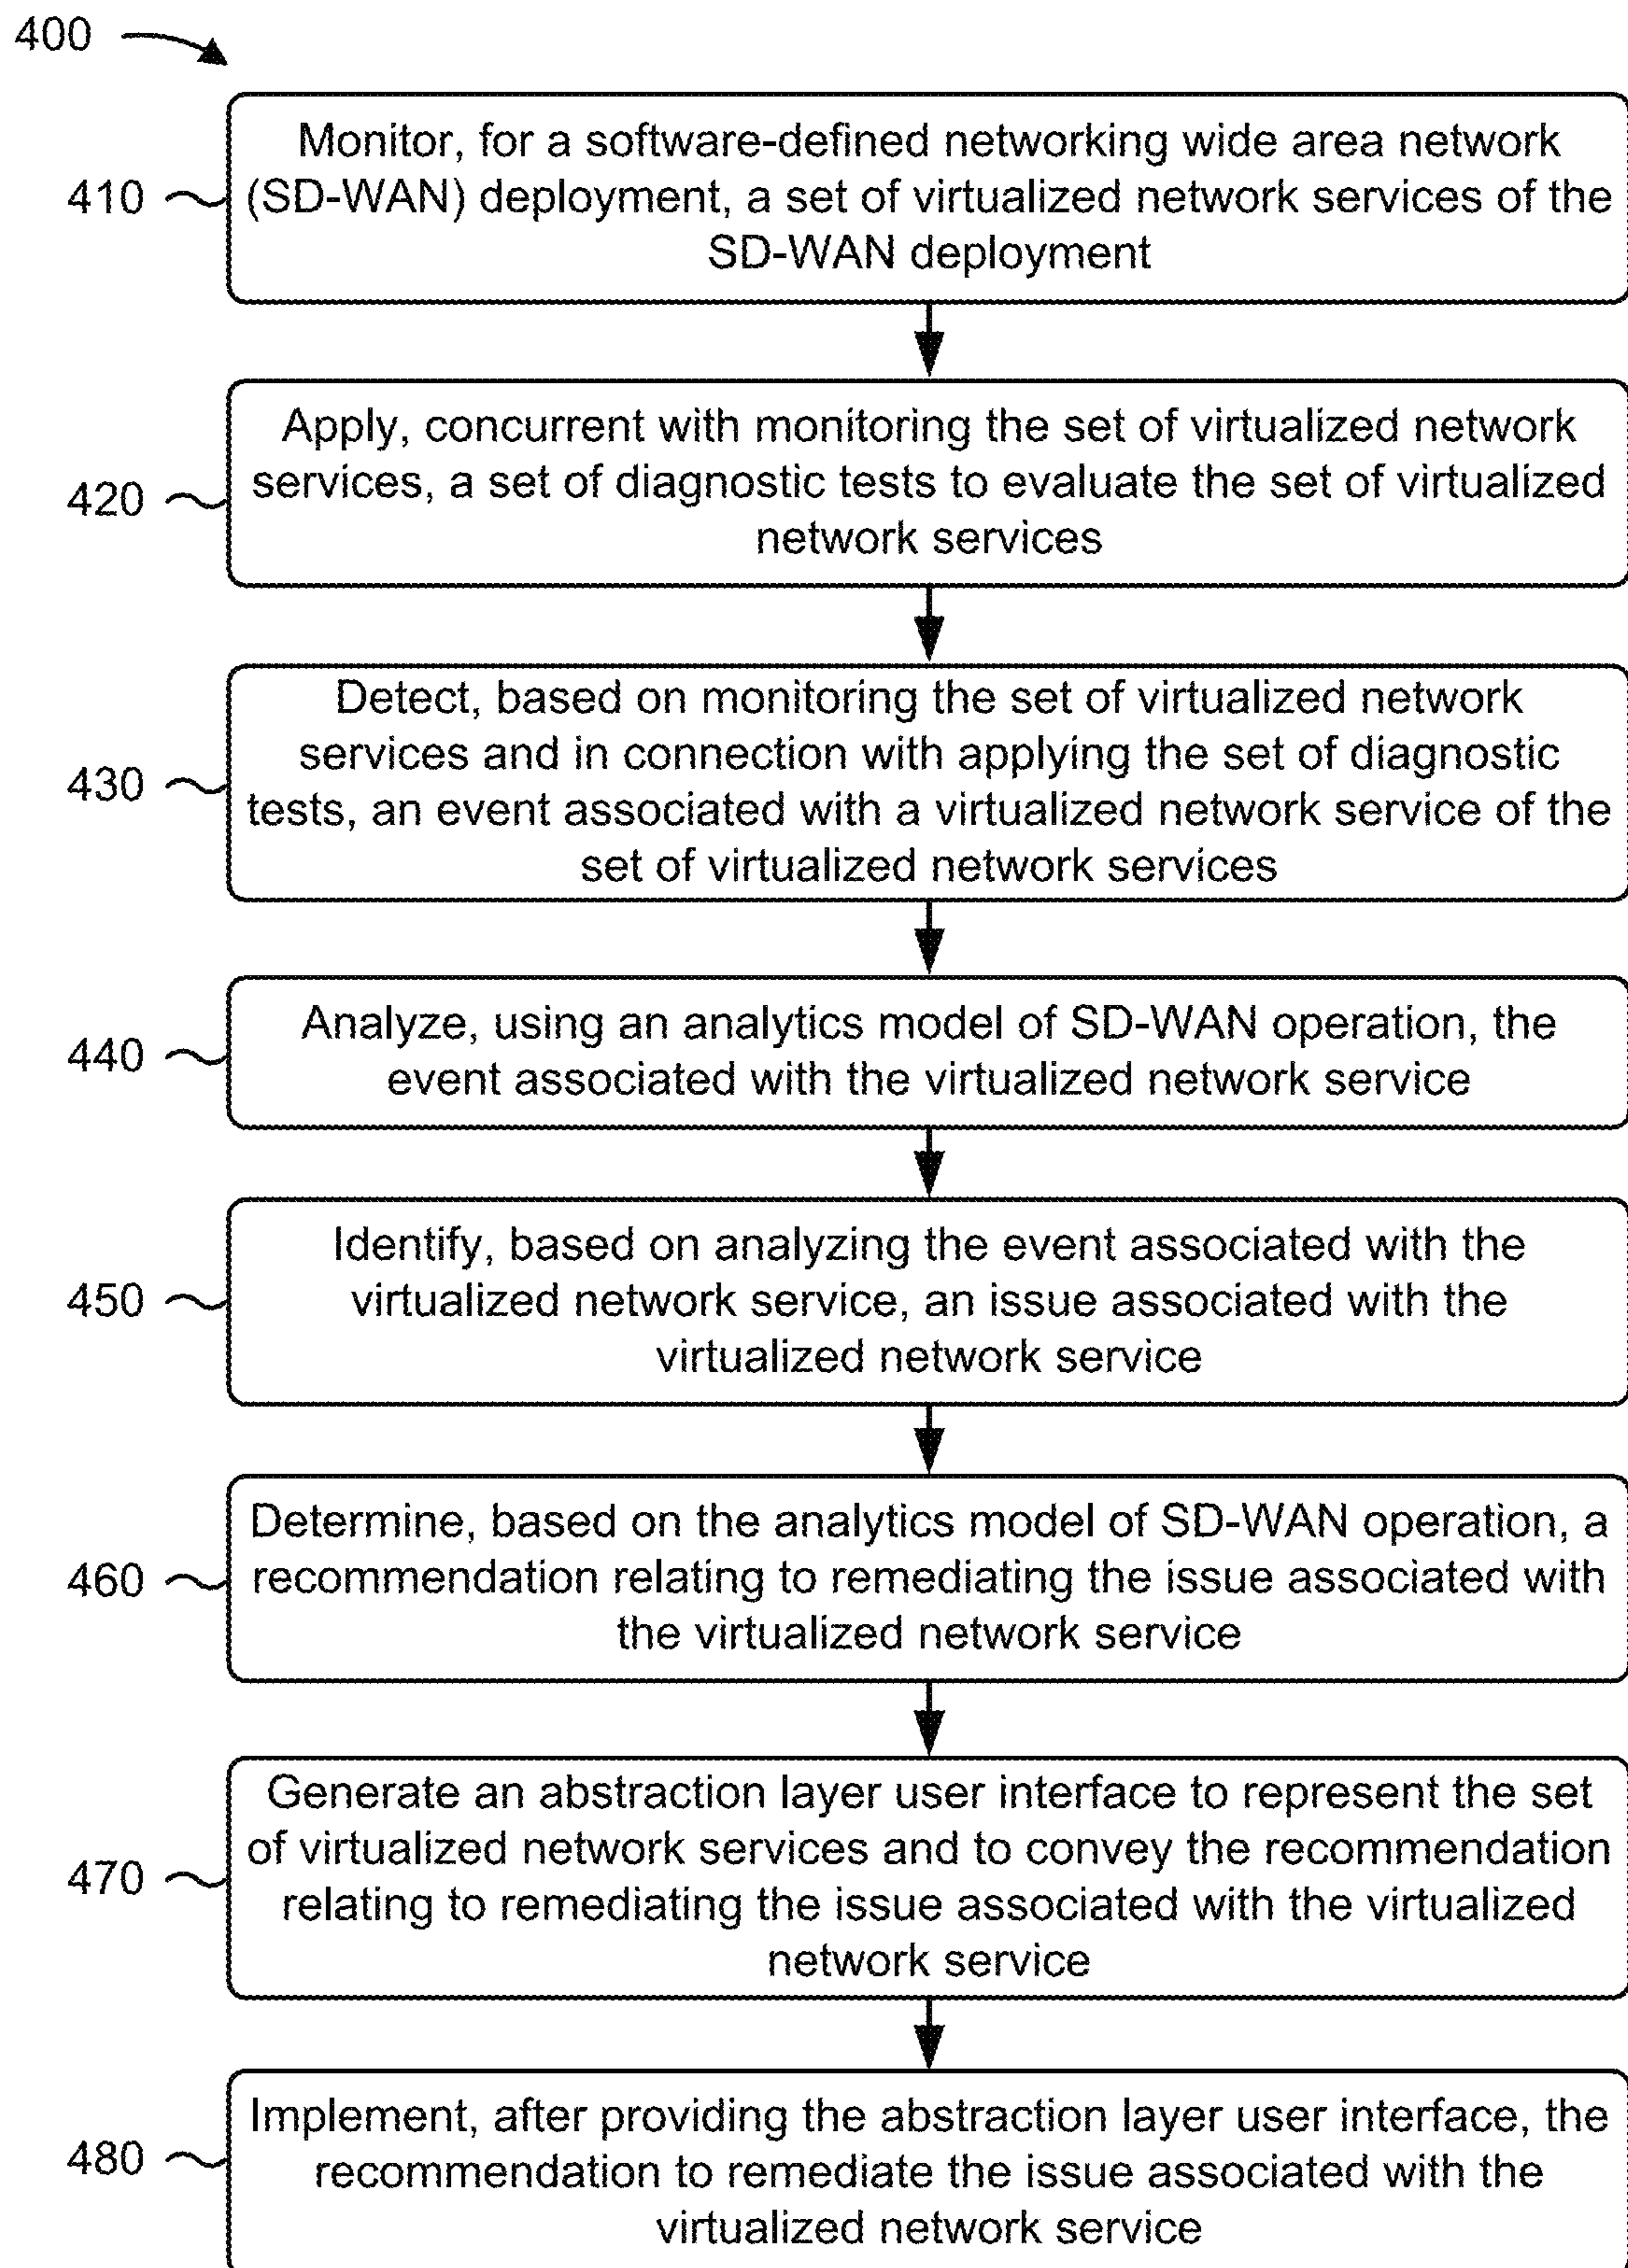 400
Monitor, for a software-defined networking wide area network
410
(SD-WAN) deployment, a set of virtualized network services of the
SD-WAN deployment
Apply, concurrent with monitoring the set of virtualized network
420
services, a set of diagnostic tests to evaluate the set of virtualized
network services
Detect, based on monitoring the set of virtualized network
services and in connection with applying the set of diagnostic
430
tests, an event associated with a virtualized network service of the
set of virtualized network services
Analyze, using an analytics model of SD-WAN operation, the
440
event associated with the virtualized network service
Identify, based on analyzing the event associated with the
450
virtualized network service, an issue associated with the
virtualized network service
Determine, based on the analytics model of SD-WAN operation, a
460
recommendation relating to remediating the issue associated with
the virtualized network service
Generate an abstraction layer user interface to represent the set
of virtualized network services and to convey the recommendation
470
relating to remediating the issue associated with the virtualized
network service
Implement, after providing the abstraction layer user interface, the
480
recommendation to remediate the issue associated with the
virtualized network service